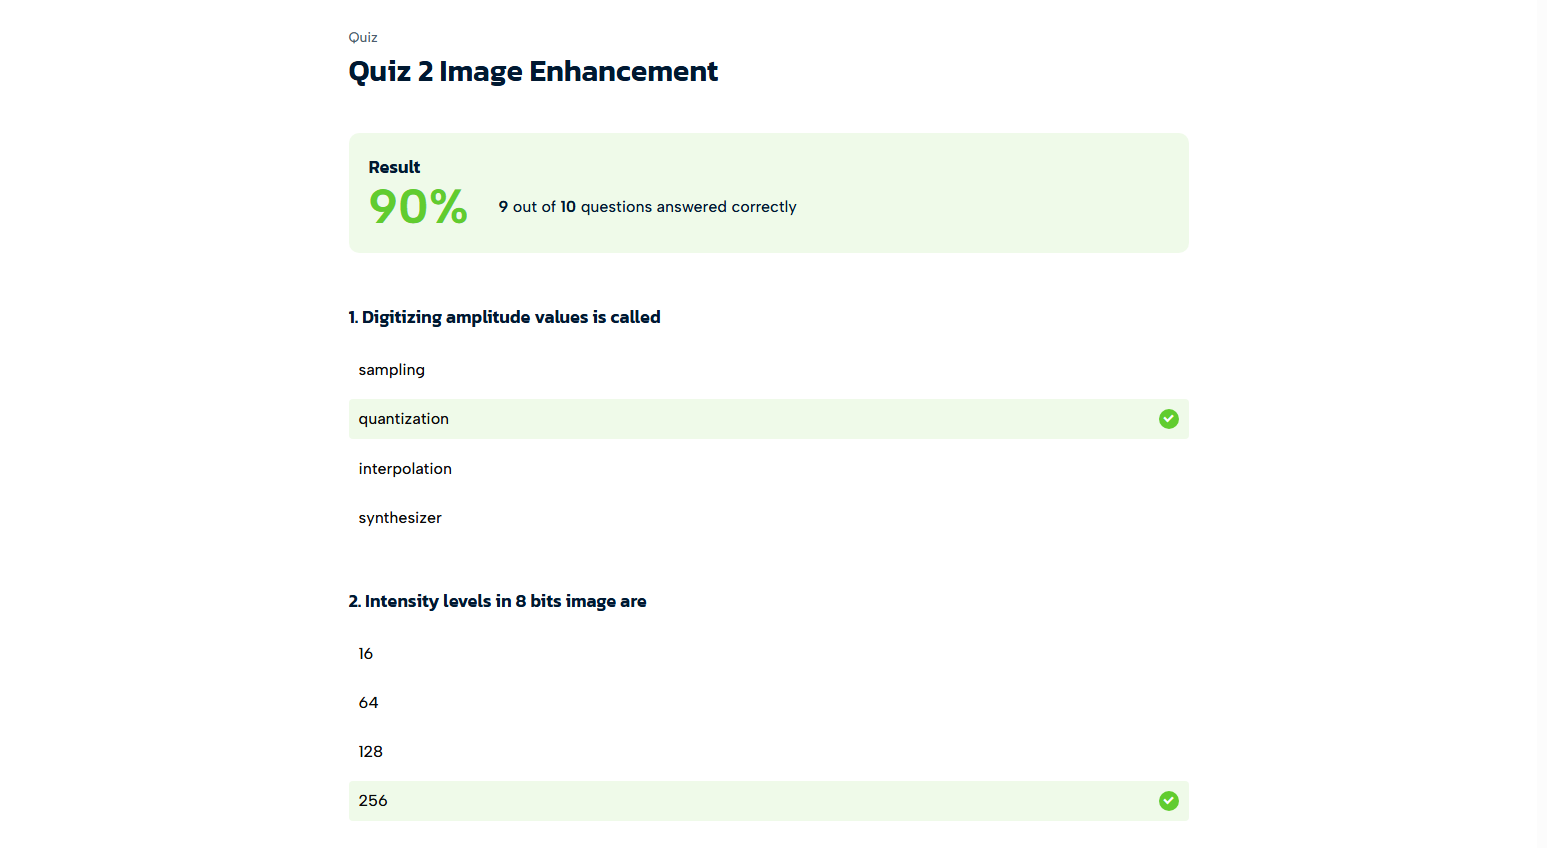 Quiz
Quiz 2 Image Enhancement
Result
90% 9 out of 10 questions answered correctly
1. Digitizing amplitude values is called
sampling
quantization
interpolation
synthesizer
2. Intensity levels in 8 bits image are
16
64
128
256